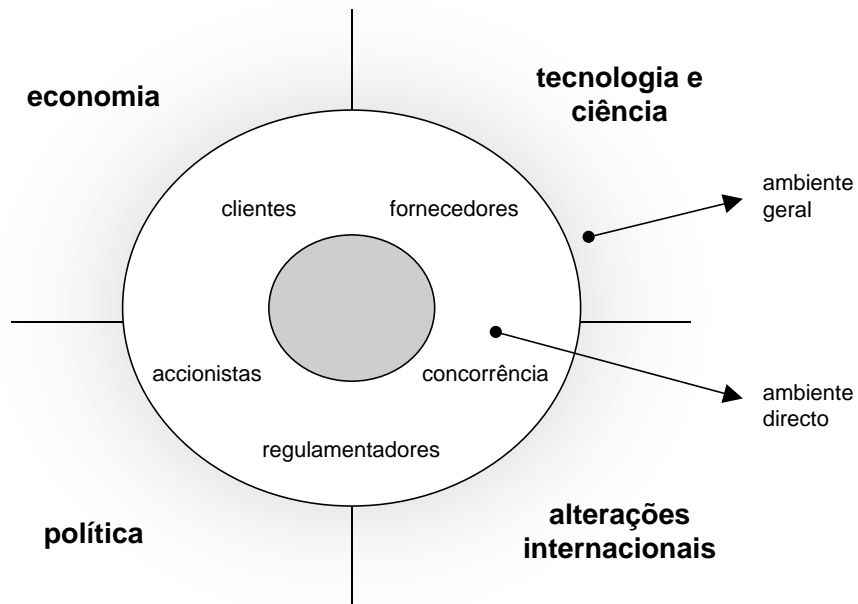 economia
tecnologia e
ciência
ambiente
geral
clientes
fornecedores
accionistas
concorrência
ambiente
directo
regulamentadores
política
alterações
internacionais